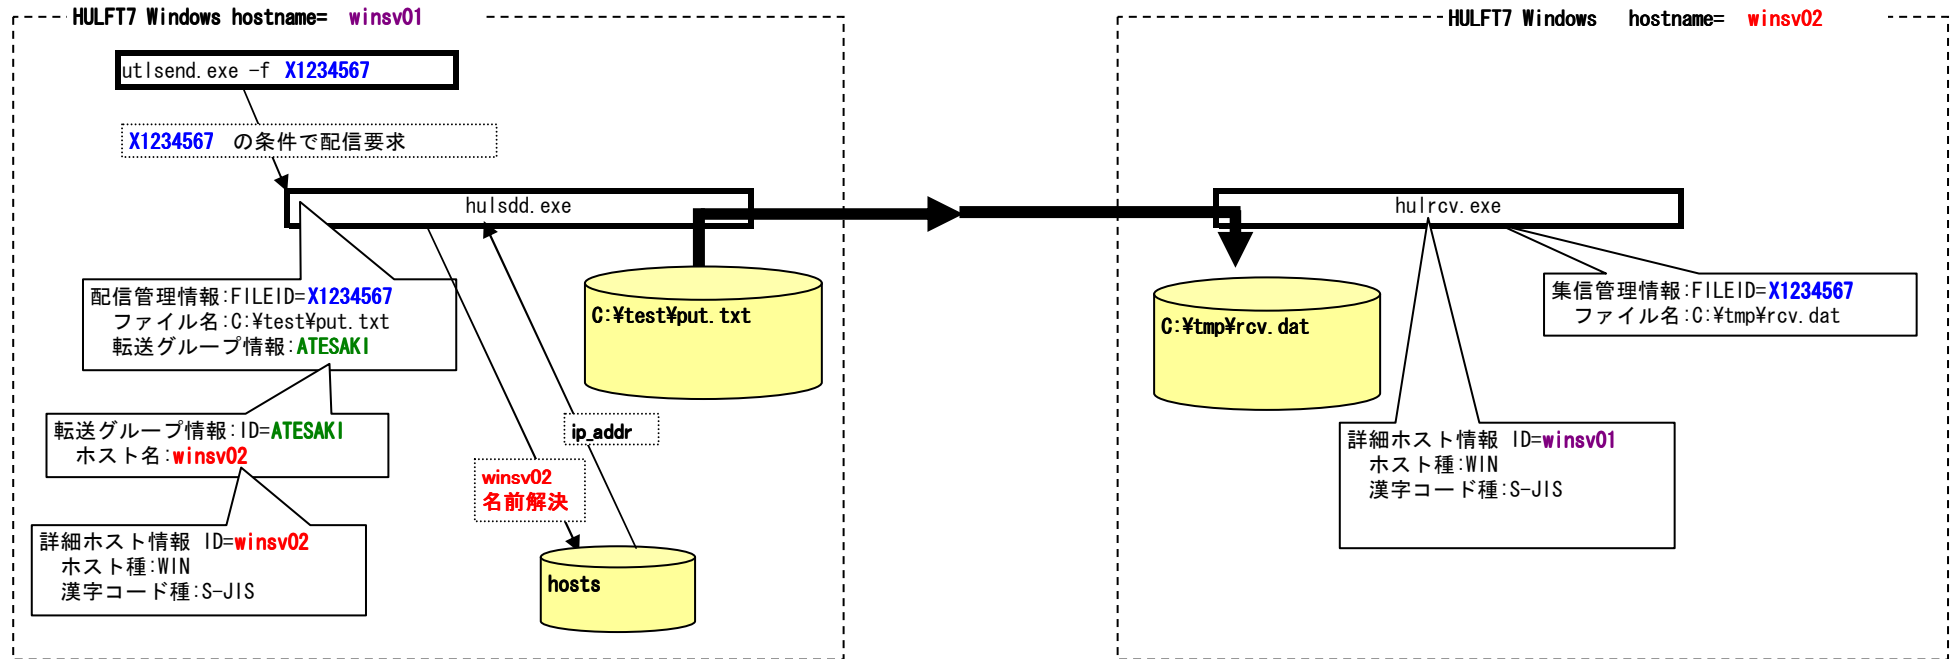 HULFT7 Windows hostname= winsv01
utlsend.exe -f X1234567
X1234567 の条件で配信要求
hulsdd.exe
配信管理情報:FILEID=X1234567
ファイル名:C:¥test¥put.txt
転送グループ情報:ATESAKI
転送グループ情報:ID=ATESAKI
ホスト名:winsv02
詳細ホスト情報 ID=winsv02
ホスト種:WIN
漢字コード種:S-JIS
C:¥test¥put.txt
ip_addr
winsv02
名前解決
hosts
HULFT7 Windows hostname= winsv02
hulrcv.exe
C:¥tmp¥rcv.dat
集信管理情報:FILEID=X1234567
ファイル名:C:¥tmp¥rcv.dat
詳細ホスト情報 ID=winsv01
ホスト種:WIN
漢字コード種:S-JIS